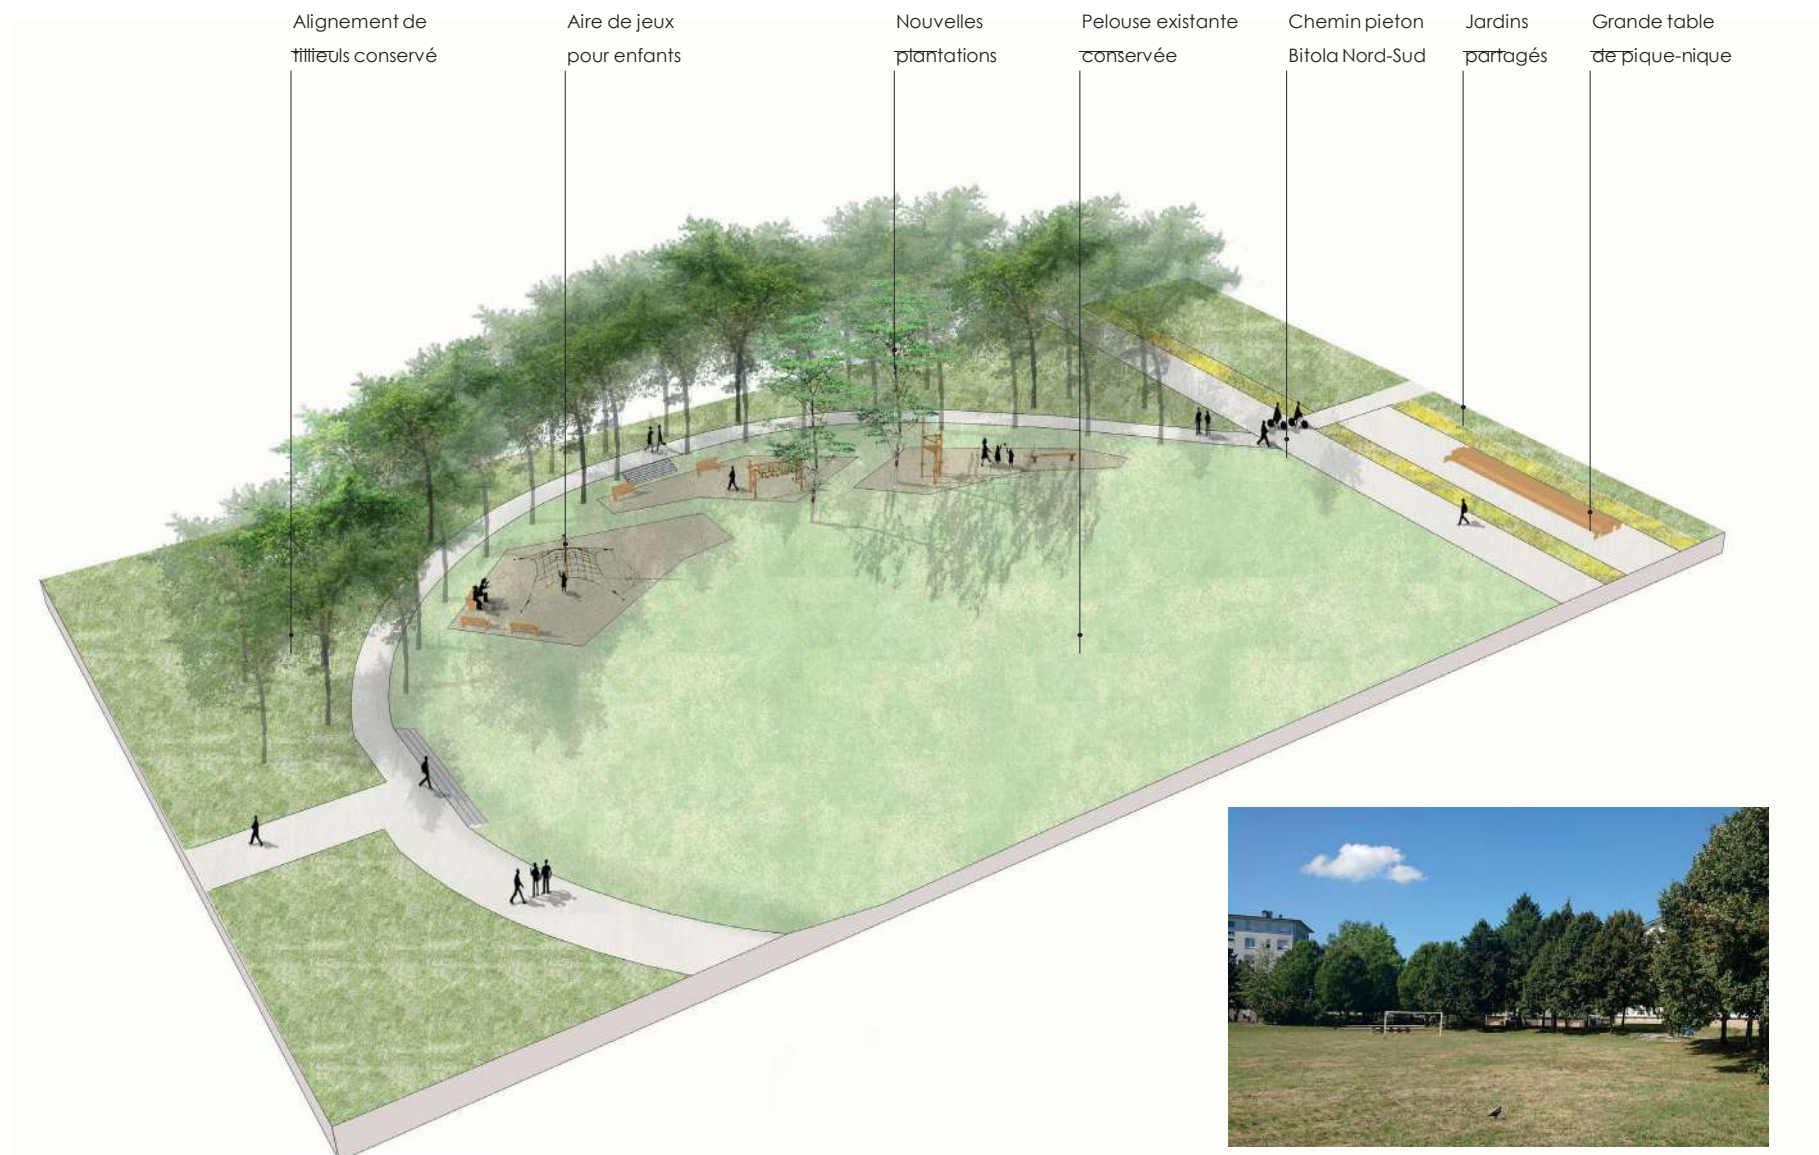 Alignement de
tillieuls conservé
Aire de jeux
pour enfants
Nouvelles
plantations
Pelouse existante
conservée
Chemin pieton
Bitola Nord-Sud
Jardins
partagés
Grande table
de pique-nique